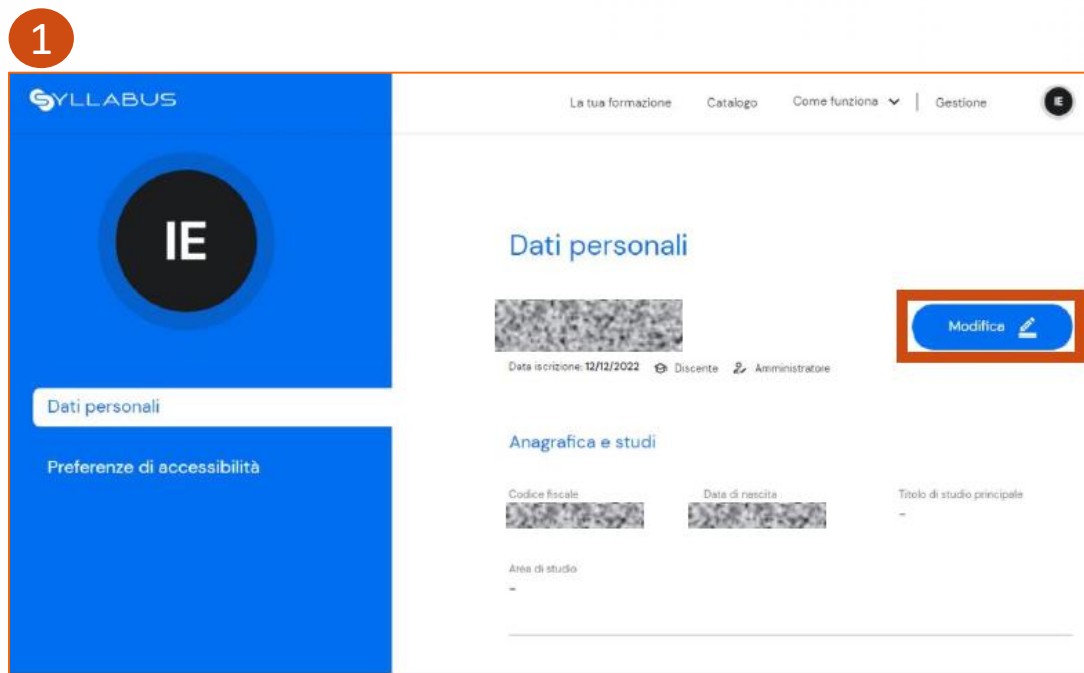 1
SYLLABUS
La tua formazione Catalogo Come funziona Gestione IE
IE
Dati personali
Modifica
Data iscrizione: 12/12/2022 Discente Amministratore
Dati personali
Preferenze di accessibilità
Anagrafica e studi
Codice fiscale Data di nascita Titolo di studio principale
-
Area di studio
-